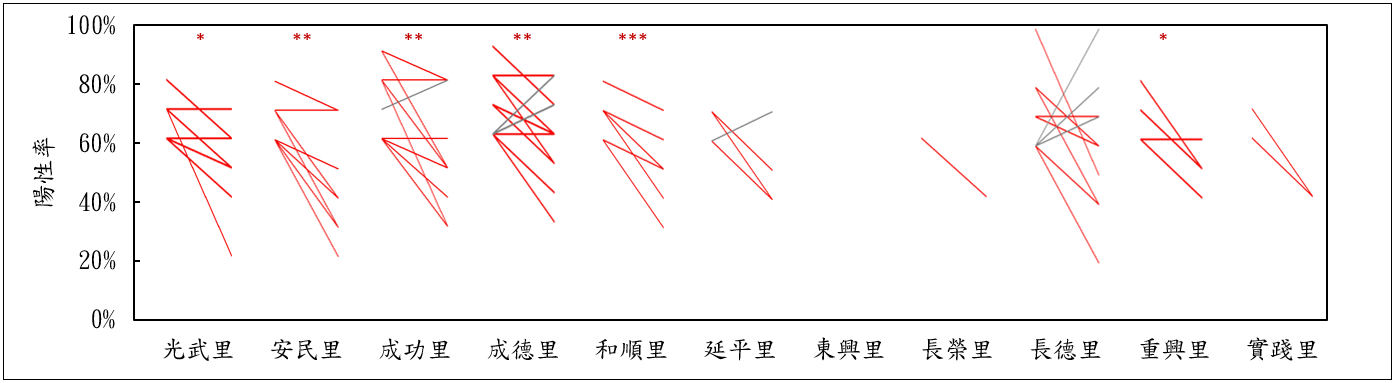 100%
* ** ** ** *** *
80%
60%
40%
20%
0%
陽性率
光武里 安民里 成功里 成德里 和順里 延平里 東興里 長榮里 長德里 重興里 實踐里